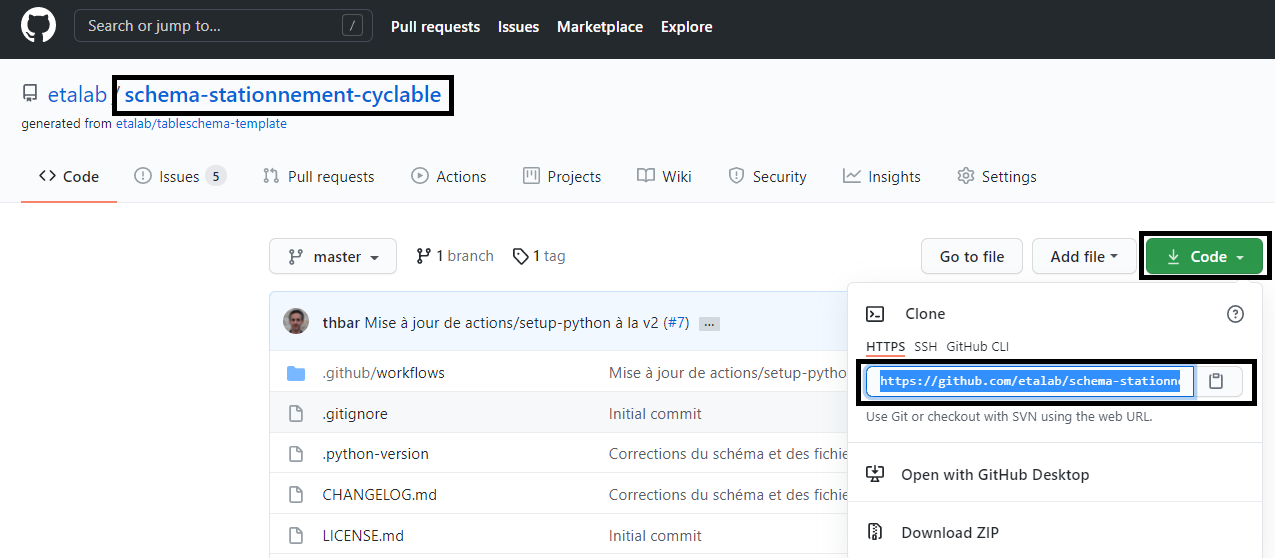 Search or jump to... / Pull requests Issues Marketplace Explore
etalab / schema-stationnement-cyclable
generated from etalab/tableschema-template
Code Issues 5 Pull requests Actions Projects Wiki Security Insights Settings
master 1 branch 1 tag Go to file Add file Code
thbar Mise à jour de actions/setup-python à la v2 (#7) ...
Clone
HTTPS SSH GitHub CLI
.github/workflows Mise à jour de actions/setup-pytho
https://github.com/etalab/schema-stationn
.gitignore Initial commit
Use Git or checkout with SVN using the web URL.
.python-version Corrections du schéma et des fichie
Open with GitHub Desktop
CHANGELOG.md Corrections du schéma et des fichie
LICENSE.md Initial commit
Download ZIP